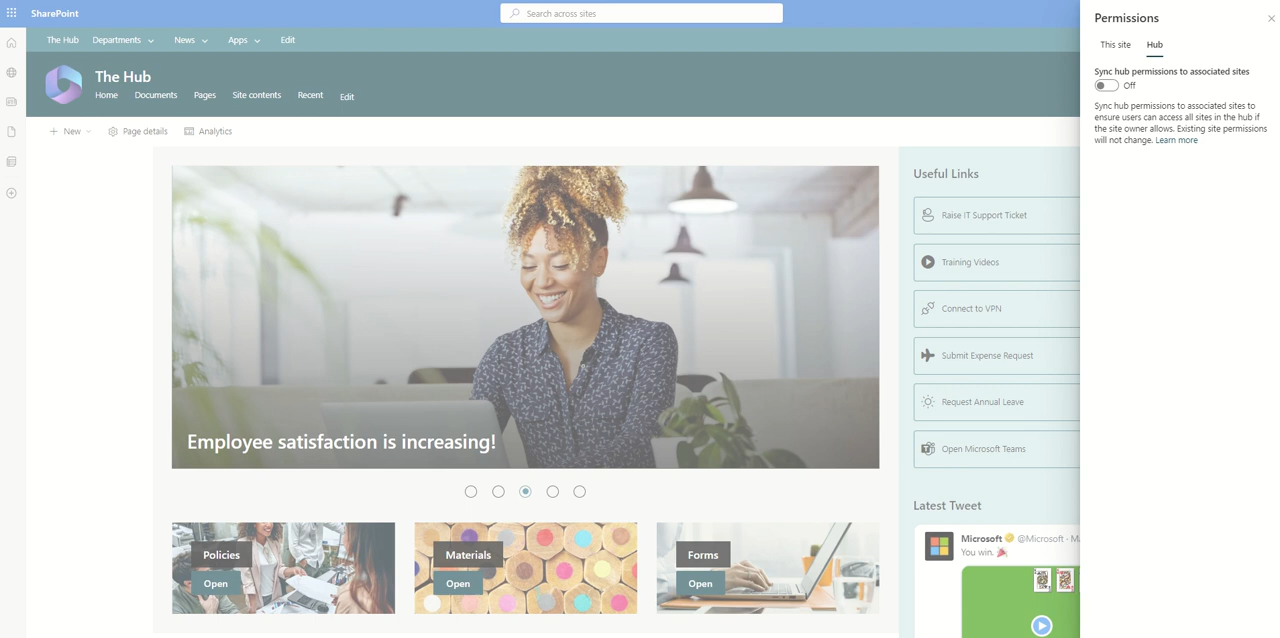 SharePoint
Search across sites
The Hub
Departments
News
Apps
Edit
The Hub
Home
Documents
Pages
Site contents
Recent
Edit
New
Page details
Analytics
Employee satisfaction is increasing!
Policies
Open
Materials
Open
Forms
Open
Useful Links
Raise IT Support Ticket
Training Videos
Connect to VPN
Submit Expense Request
Request Annual Leave
Open Microsoft Teams
Latest Tweet
Microsoft @Microsoft ·
You win.
Permissions
This site
Hub
Sync hub permissions to associated sites
Off
Sync hub permissions to associated sites to
ensure users can access all sites in the hub if
the site owner allows. Existing site permissions
will not change. Learn more